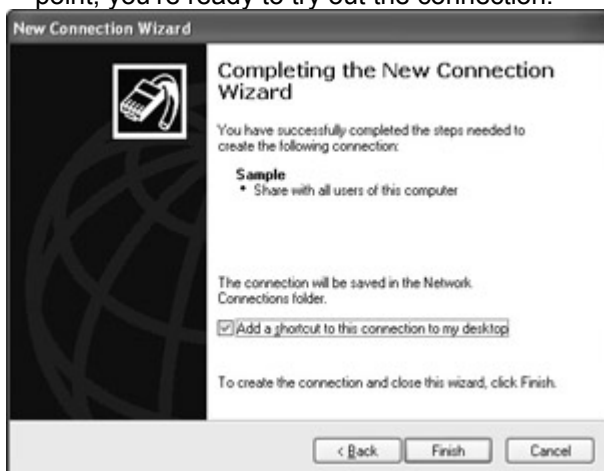 point, you're ready to try out the connection.
New Connection Wizard
Completing the New Connection
Wizard
You have successfully completed the steps needed to
create the following connection:
Sample
• Share with all users of this computer
The connection will be saved in the Network
Connections folder.
Add a shortcut to this connection to my desktop
To create the connection and close this wizard, click Finish.
< Back
Finish
Cancel